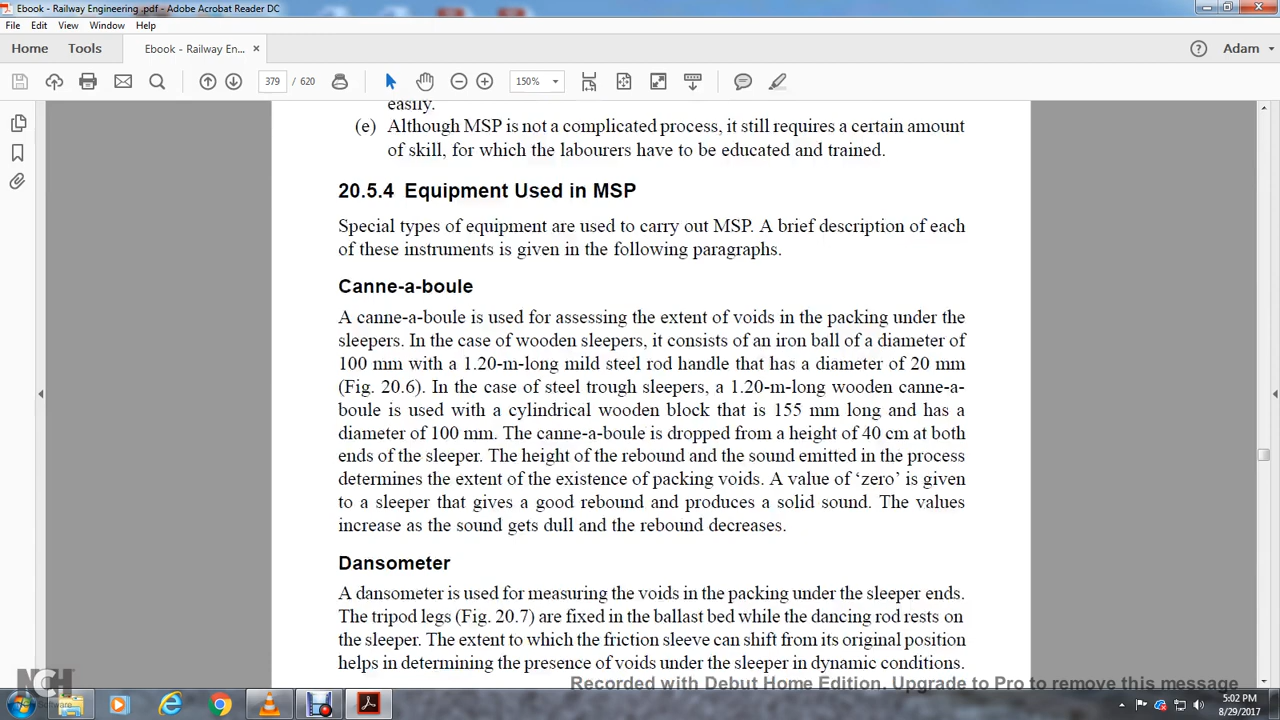 Ebook - Railway Engineering .pdf - Adobe Acrobat Reader DC
File Edit View Window Help
Home Tools Ebook - Railway En... × Adam
379 / 620 150%
easily.
(e) Although MSP is not a complicated process, it still requires a certain amount
of skill, for which the labourers have to be educated and trained.
20.5.4 Equipment Used in MSP
Special types of equipment are used to carry out MSP. A brief description of each
of these instruments is given in the following paragraphs.
Canne-a-boule
A canne-a-boule is used for assessing the extent of voids in the packing under the
sleepers. In the case of wooden sleepers, it consists of an iron ball of a diameter of
100 mm with a 1.20-m-long mild steel rod handle that has a diameter of 20 mm
(Fig. 20.6). In the case of steel trough sleepers, a 1.20-m-long wooden canne-a-
boule is used with a cylindrical wooden block that is 155 mm long and has a
diameter of 100 mm. The canne-a-boule is dropped from a height of 40 cm at both
ends of the sleeper. The height of the rebound and the sound emitted in the process
determines the extent of the existence of packing voids. A value of ‘zero’ is given
to a sleeper that gives a good rebound and produces a solid sound. The values
increase as the sound gets dull and the rebound decreases.
Dansometer
A dansometer is used for measuring the voids in the packing under the sleeper ends.
The tripod legs (Fig. 20.7) are fixed in the ballast bed while the dancing rod rests on
the sleeper. The extent to which the friction sleeve can shift from its original position
helps in determining the presence of voids under the sleeper in dynamic conditions.
NCH Software
Recorded with Debut Home Edition. Upgrade to Pro to remove this message
5:02 PM
8/29/2017